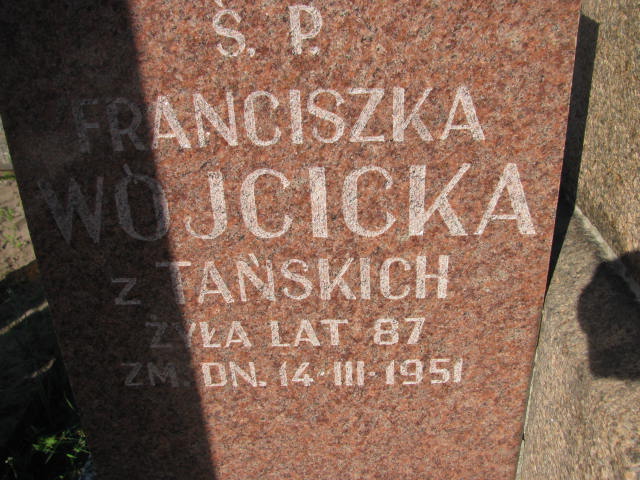 Ś. P.
FRANCISZKA
WÓJCICKA
z TAŃSKICH
ŻYŁA LAT 87
ZM. DN. 14·III·1951